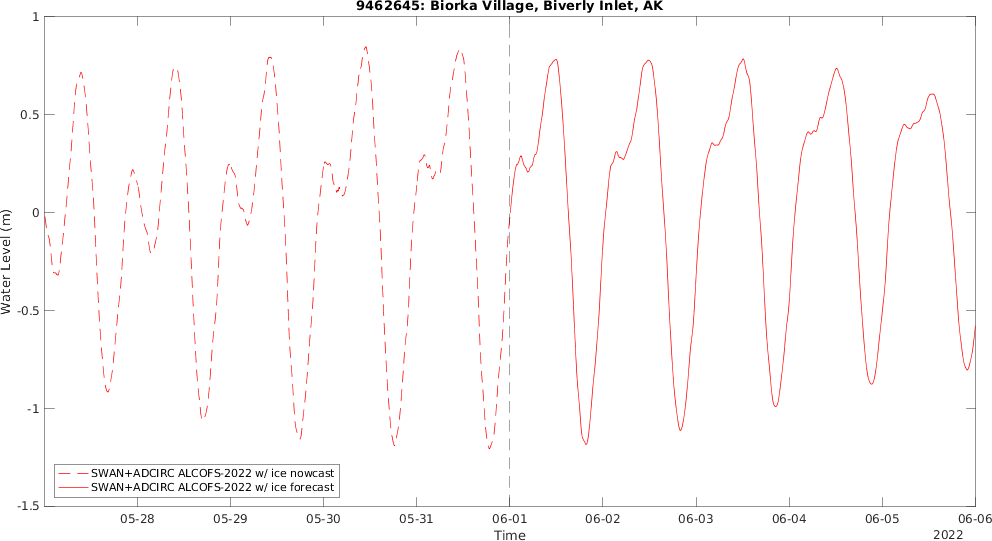 9462645: Biorka Village, Biverly Inlet, AK
Water Level (m)
1
0.5
0
-0.5
-1
-1.5
SWAN+ADCIRC ALCOFS-2022 w/ ice nowcast
SWAN+ADCIRC ALCOFS-2022 w/ ice forecast
05-28 05-29 05-30 05-31 06-01 06-02 06-03 06-04 06-05 06-06
Time
2022